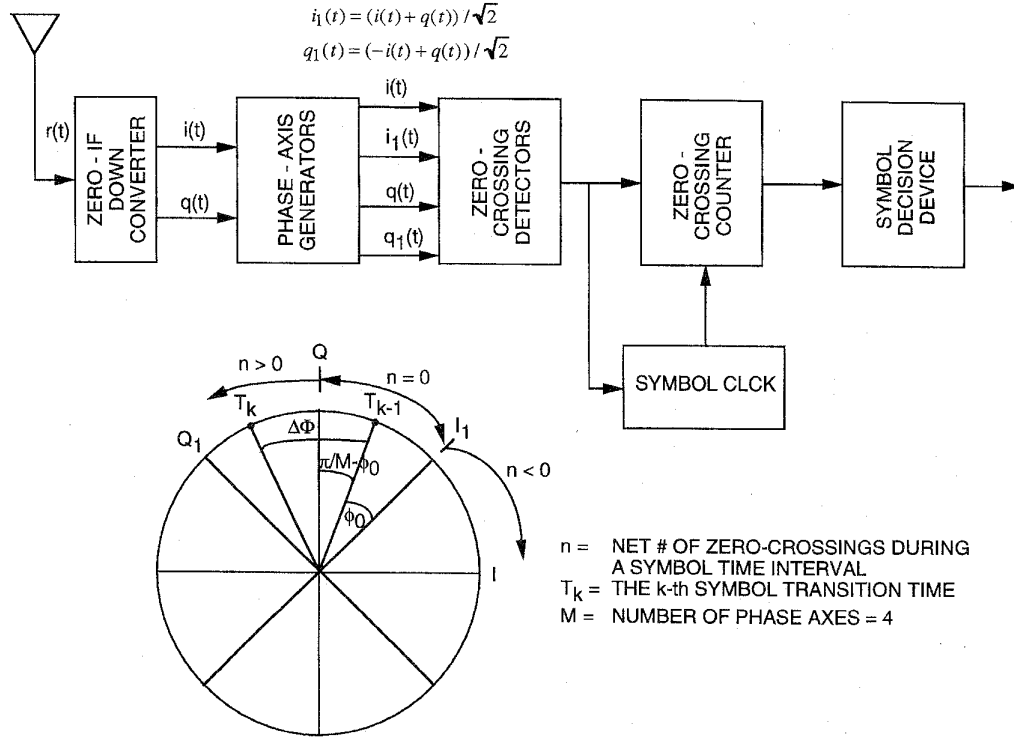 i₁(t) = (i(t) + q(t)) / √2
q₁(t) = (−i(t) + q(t)) / √2
r(t)
ZERO - IF
DOWN
CONVERTER
i(t)
q(t)
PHASE - AXIS
GENERATORS
i(t)
i₁(t)
q(t)
q₁(t)
ZERO -
CROSSING
DETECTORS
ZERO -
CROSSING
COUNTER
SYMBOL
DECISION
DEVICE
SYMBOL CLCK
Q
n > 0
n = 0
Tₖ
Tₖ₋₁
Q₁
ΔΦ
I₁
π/M-ϕ₀
n < 0
ϕ₀
I
n = NET # OF ZERO-CROSSINGS DURING
A SYMBOL TIME INTERVAL
Tₖ = THE k-th SYMBOL TRANSITION TIME
M = NUMBER OF PHASE AXES = 4